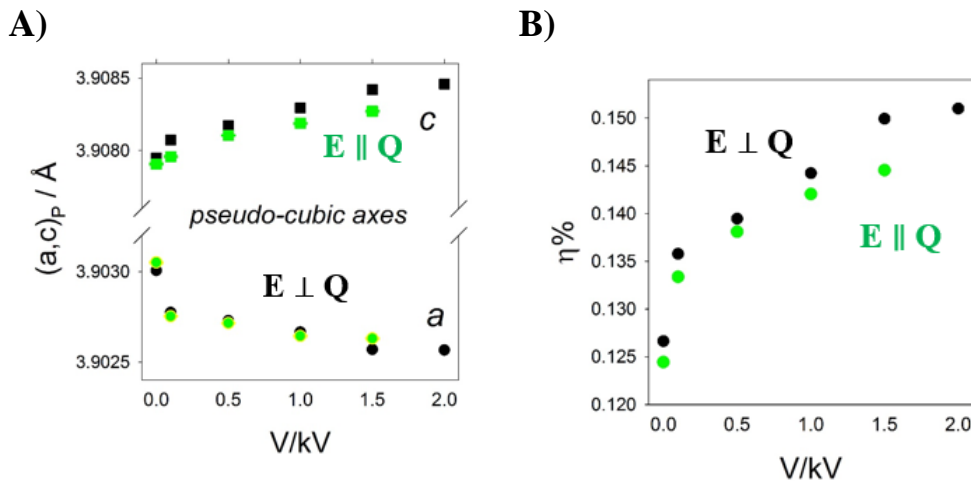 A)
3.9085
3.9080
3.9030
3.9025
(a,c)P / Å
c
E ∥ Q
pseudo-cubic axes
E ⊥ Q
a
0.0 0.5 1.0 1.5 2.0
V/kV
B)
0.150
0.145
0.140
0.135
0.130
0.125
0.120
η%
E ⊥ Q
E ∥ Q
0.0 0.5 1.0 1.5 2.0
V/kV